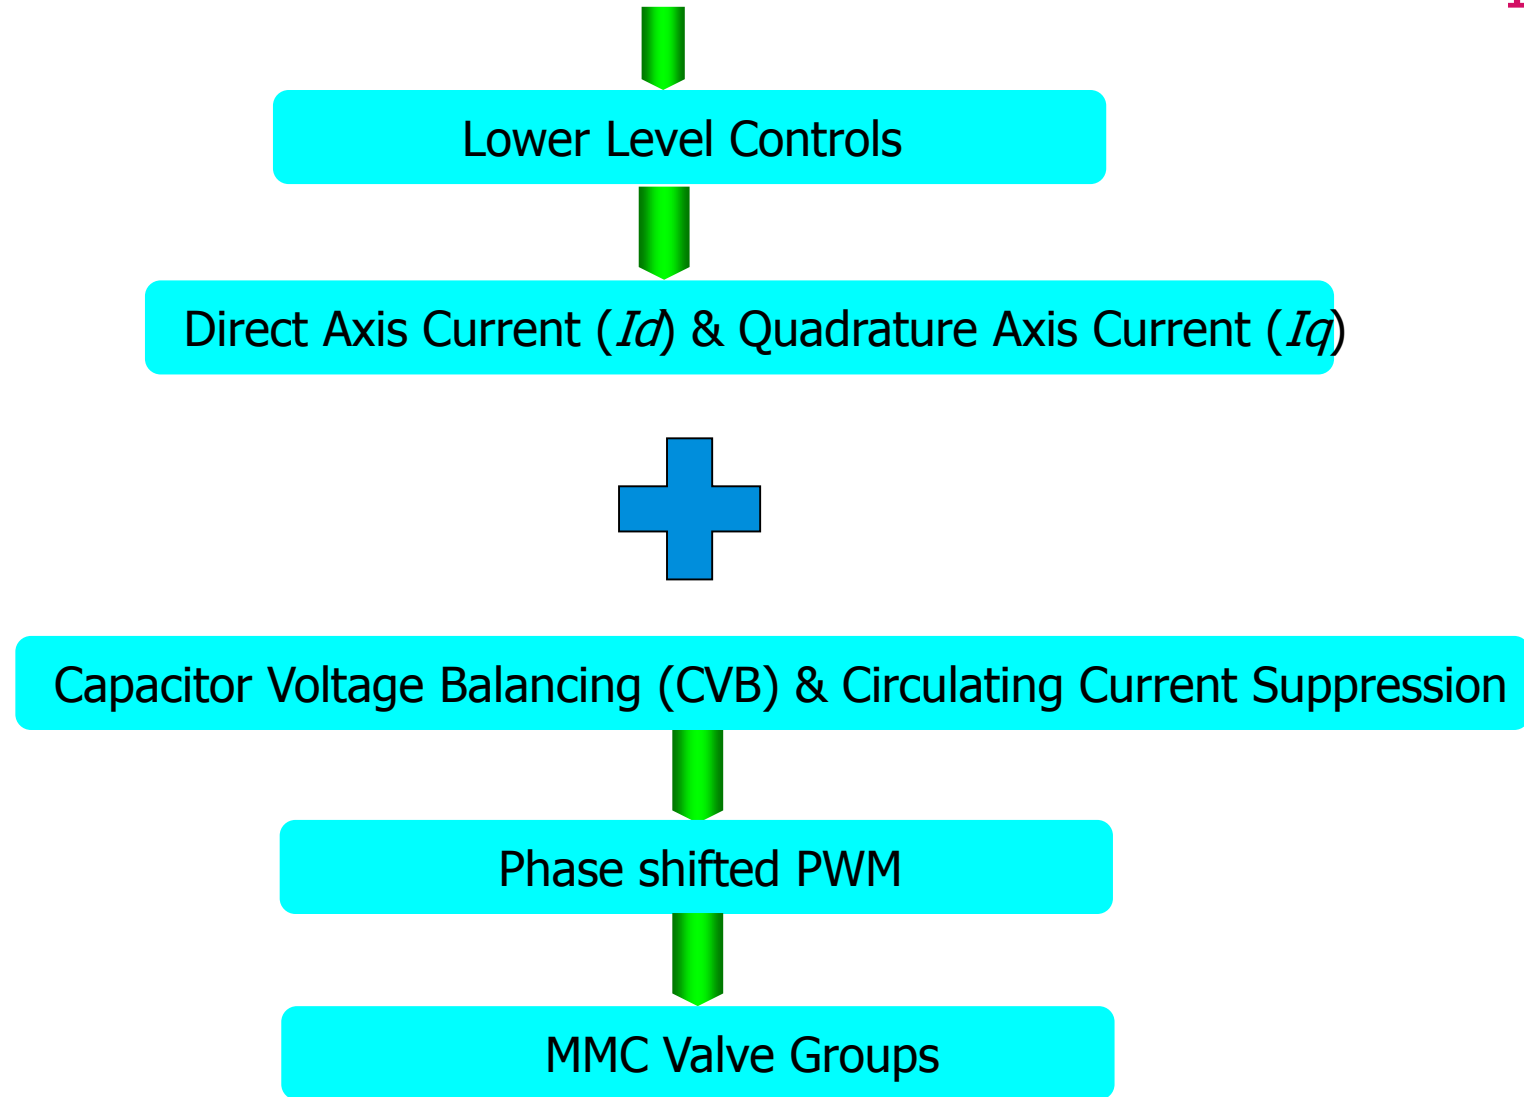 Lower Level Controls
Direct Axis Current (Id) & Quadrature Axis Current (Iq)
Capacitor Voltage Balancing (CVB) & Circulating Current Suppression
Phase shifted PWM
MMC Valve Groups